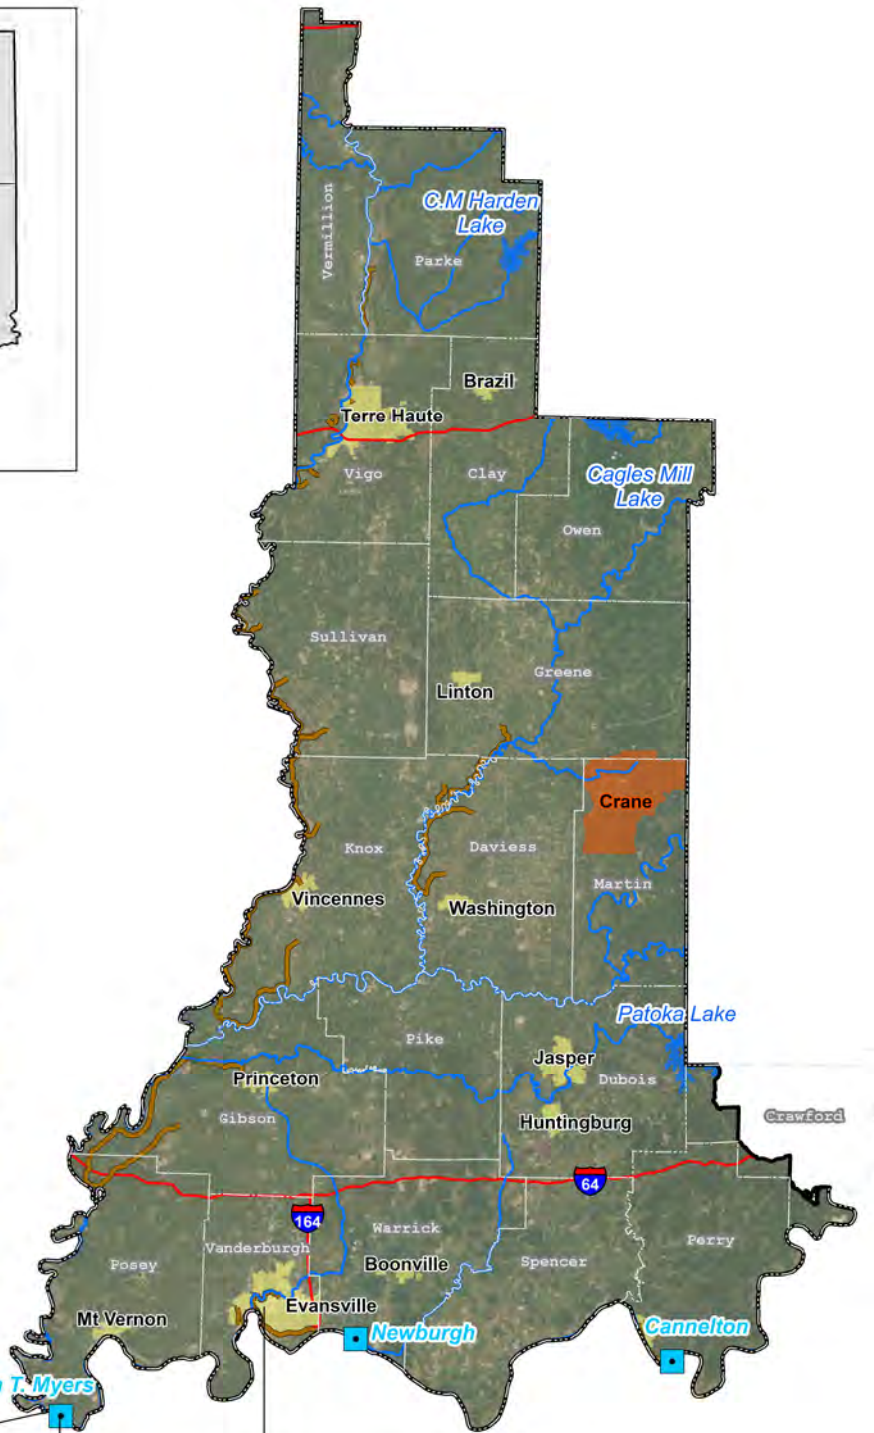 C.M Harden
Lake
Vermillion
Parke
Brazil
Terre Haute
Vigo
Clay
Cagles Mill
Lake
Owen
Sullivan
Greene
Linton
Crane
Knox
Daviess
Martin
Vincennes
Washington
Patoka Lake
Pike
Jasper
Princeton
Dubois
Gibson
Huntingburg
Crawford
64
164
Warrick
Vanderburgh
Perry
Posey
Boonville
Spencer
Evansville
Mt Vernon
Newburgh
Cannelton
T. Myers